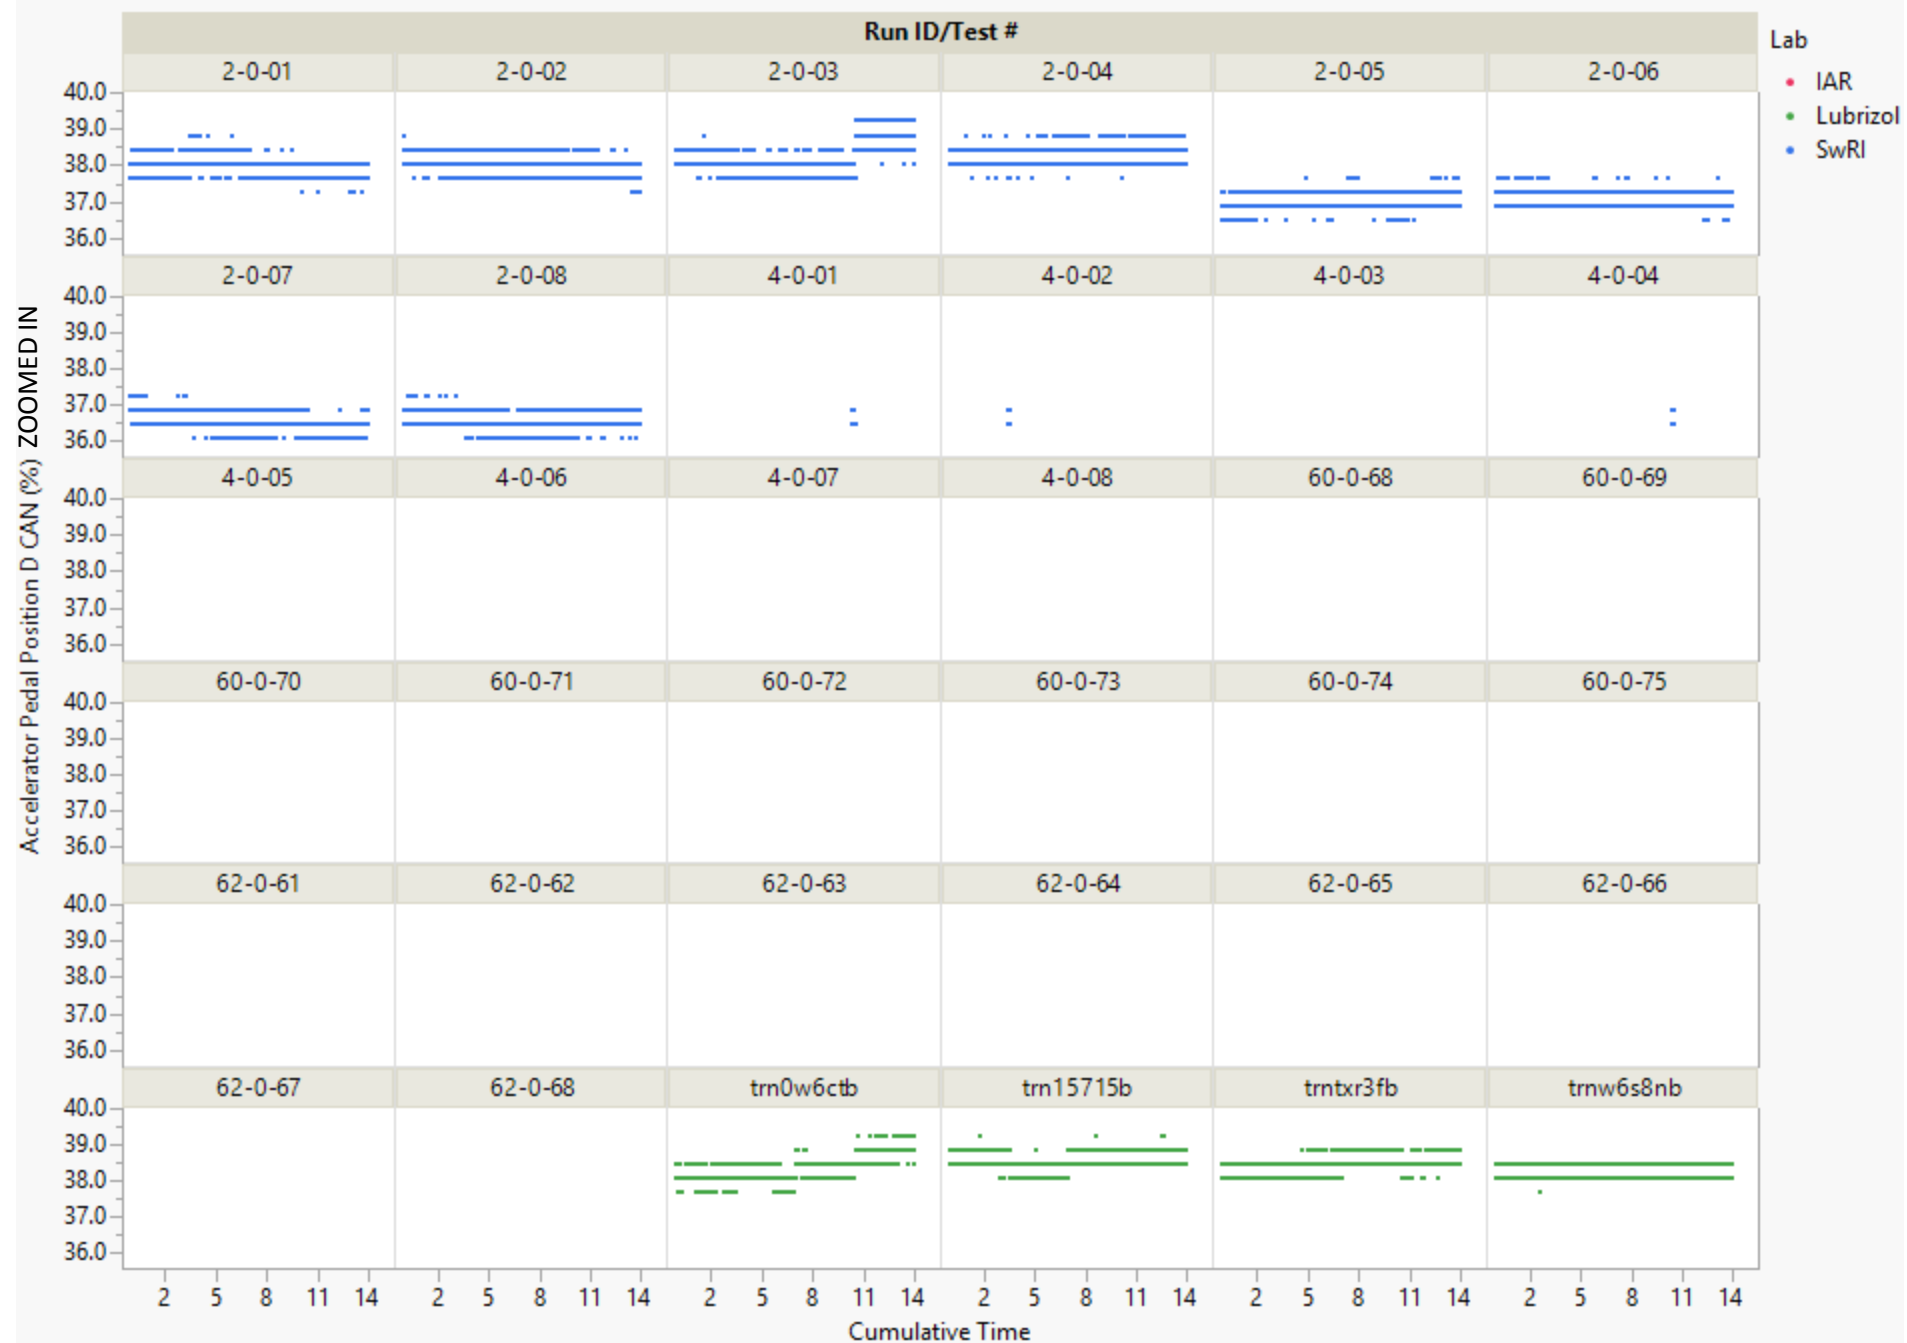 Run ID/Test #
Lab
IAR
Lubrizol
SwRI
2-0-01 2-0-02 2-0-03 2-0-04 2-0-05 2-0-06
40.0
39.0
38.0
37.0
36.0
2-0-07 2-0-08 4-0-01 4-0-02 4-0-03 4-0-04
40.0
39.0
38.0
37.0
36.0
4-0-05 4-0-06 4-0-07 4-0-08 60-0-68 60-0-69
40.0
39.0
38.0
37.0
36.0
60-0-70 60-0-71 60-0-72 60-0-73 60-0-74 60-0-75
40.0
39.0
38.0
37.0
36.0
62-0-61 62-0-62 62-0-63 62-0-64 62-0-65 62-0-66
40.0
39.0
38.0
37.0
36.0
62-0-67 62-0-68 trn0w6ctb trn15715b trntxr3fb trnw6s8nb
40.0
39.0
38.0
37.0
36.0
2 5 8 11 14 2 5 8 11 14 2 5 8 11 14 2 5 8 11 14 2 5 8 11 14 2 5 8 11 14
Cumulative Time
Accelerator Pedal Position D CAN (%) ZOOMED IN